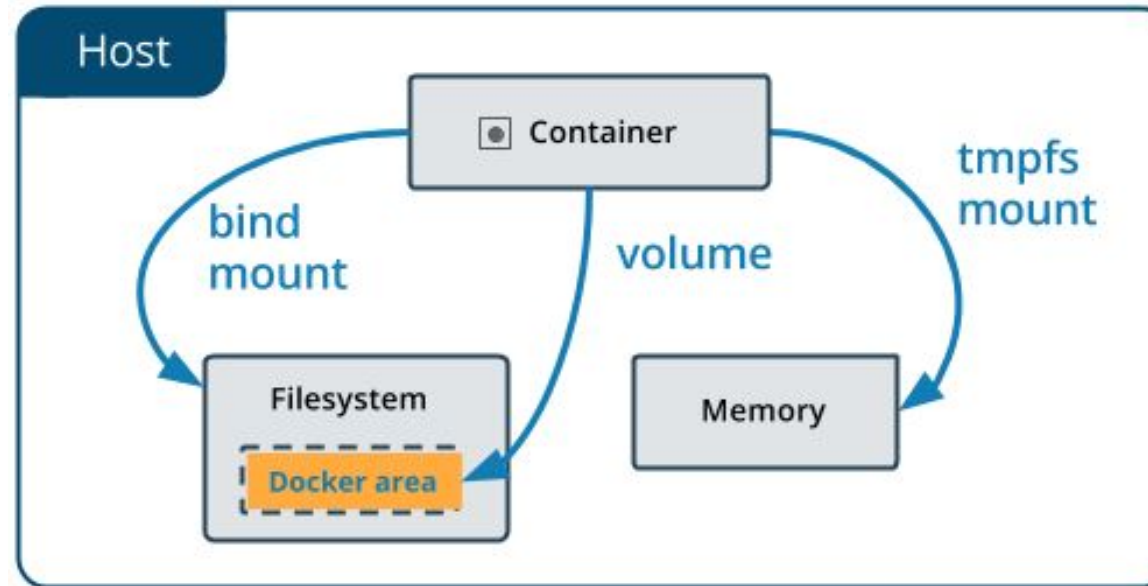 Host
Container
tmpfs
mount
bind
mount
volume
Filesystem
Memory
Docker area